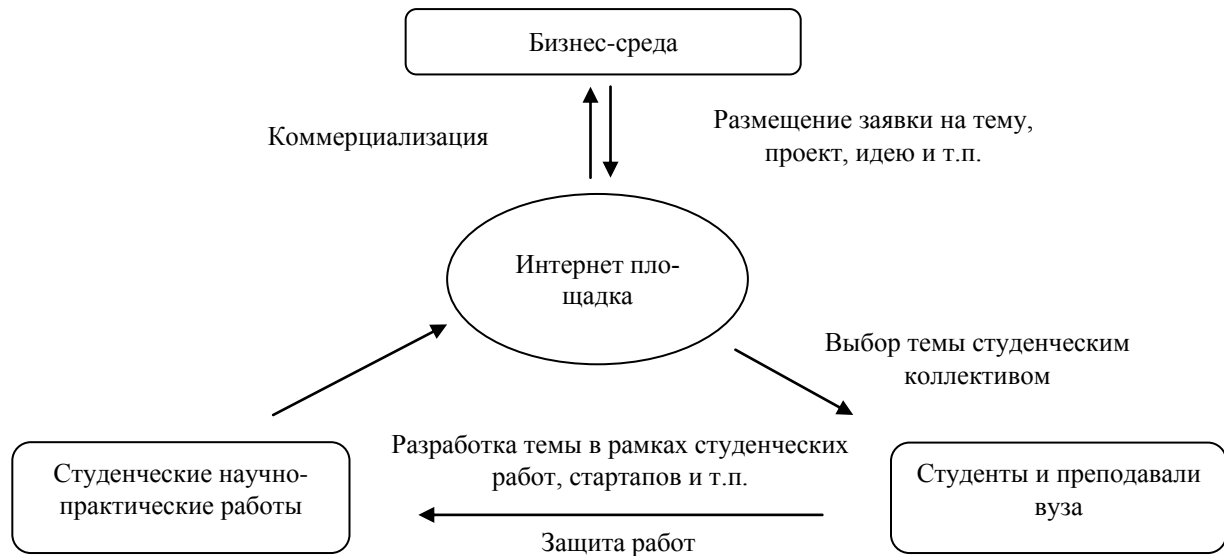 Бизнес-среда
Коммерциализация
Размещение заявки на тему,
проект, идею и т.п.
Интернет пло-
щадка
Выбор темы студенческим
коллективом
Разработка темы в рамках студенческих
работ, стартапов и т.п.
Студенческие научно-
практические работы
Студенты и преподавали
вуза
Защита работ